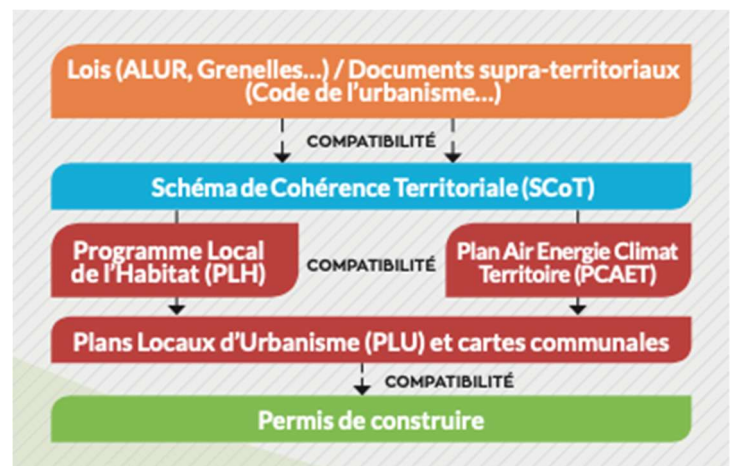 Lois (ALUR, Grenelles...) / Documents supra-territoriaux
(Code de l'urbanisme...)
COMPATIBILITÉ
Schéma de Cohérence Territoriale (SCoT)
Programme Local
de l'Habitat (PLH)
COMPATIBILITÉ
Plan Air Energie Climat
Territoire (PCAET)
Plans Locaux d'Urbanisme (PLU) et cartes communales
COMPATIBILITÉ
Permis de construire